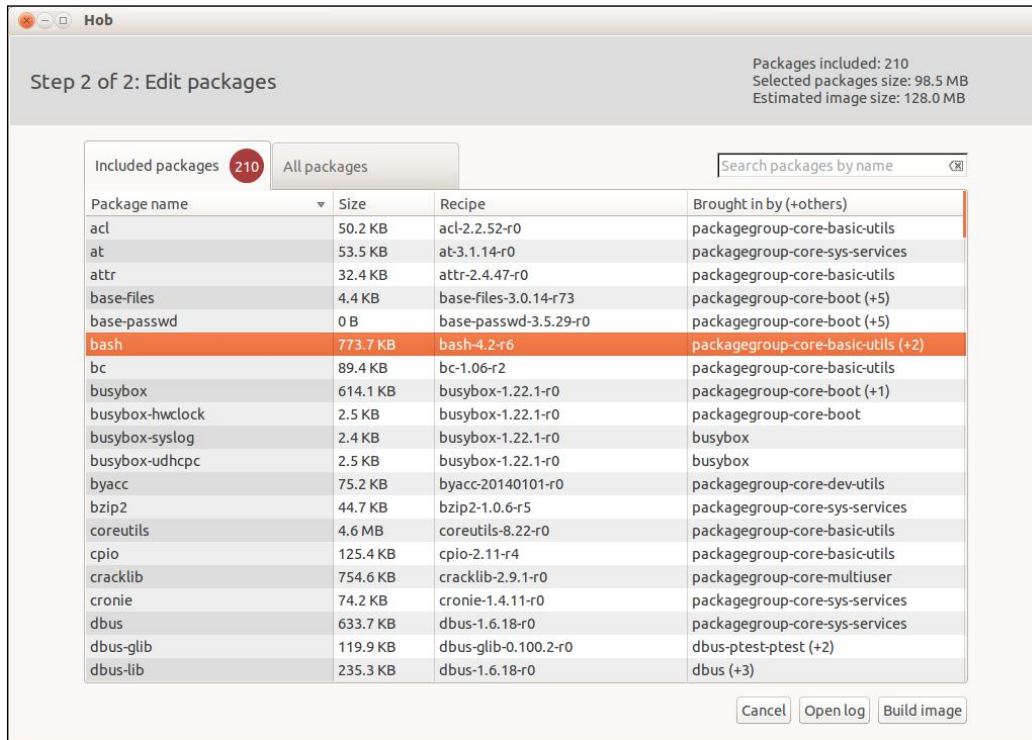 Hob
Step 2 of 2: Edit packages
Packages included: 210
Selected packages size: 98.5 MB
Estimated image size: 128.0 MB
Included packages 210 All packages Search packages by name
Package name Size Recipe Brought in by (+others)
acl 50.2 KB acl-2.2.52-r0 packagegroup-core-basic-utils
at 53.5 KB at-3.1.14-r0 packagegroup-core-sys-services
attr 32.4 KB attr-2.4.47-r0 packagegroup-core-basic-utils
base-files 4.4 KB base-files-3.0.14-r73 packagegroup-core-boot (+5)
base-passwd 0 B base-passwd-3.5.29-r0 packagegroup-core-boot (+5)
bash 773.7 KB bash-4.2-r6 packagegroup-core-basic-utils (+2)
bc 89.4 KB bc-1.06-r2 packagegroup-core-basic-utils
busybox 614.1 KB busybox-1.22.1-r0 packagegroup-core-boot (+1)
busybox-hwclock 2.5 KB busybox-1.22.1-r0 packagegroup-core-boot
busybox-syslog 2.4 KB busybox-1.22.1-r0 busybox
busybox-udhcpc 2.5 KB busybox-1.22.1-r0 busybox
byacc 75.2 KB byacc-20140101-r0 packagegroup-core-dev-utils
bzip2 44.7 KB bzip2-1.0.6-r5 packagegroup-core-sys-services
coreutils 4.6 MB coreutils-8.22-r0 packagegroup-core-basic-utils
cpio 125.4 KB cpio-2.11-r4 packagegroup-core-basic-utils
cracklib 754.6 KB cracklib-2.9.1-r0 packagegroup-core-multiuser
cronie 74.2 KB cronie-1.4.11-r0 packagegroup-core-sys-services
dbus 633.7 KB dbus-1.6.18-r0 packagegroup-core-sys-services
dbus-glib 119.9 KB dbus-glib-0.100.2-r0 dbus-ptest-ptest (+2)
dbus-lib 235.3 KB dbus-1.6.18-r0 dbus (+3)
Cancel Open log Build image